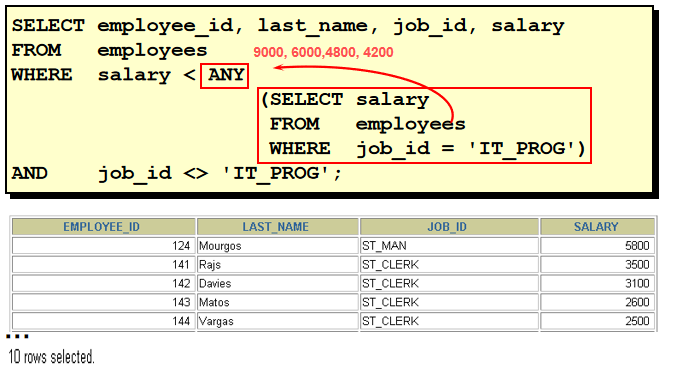 SELECT employee_id, last_name, job_id, salary
FROM employees 9000, 6000,4800, 4200
WHERE salary < ANY
(SELECT salary
FROM employees
WHERE job_id = 'IT_PROG')
AND job_id <> 'IT_PROG';
EMPLOYEE_ID LAST_NAME JOB_ID SALARY
124 Mourgos ST_MAN 5800
141 Rajs ST_CLERK 3500
142 Davies ST_CLERK 3100
143 Matos ST_CLERK 2600
144 Vargas ST_CLERK 2500
...
10 rows selected.